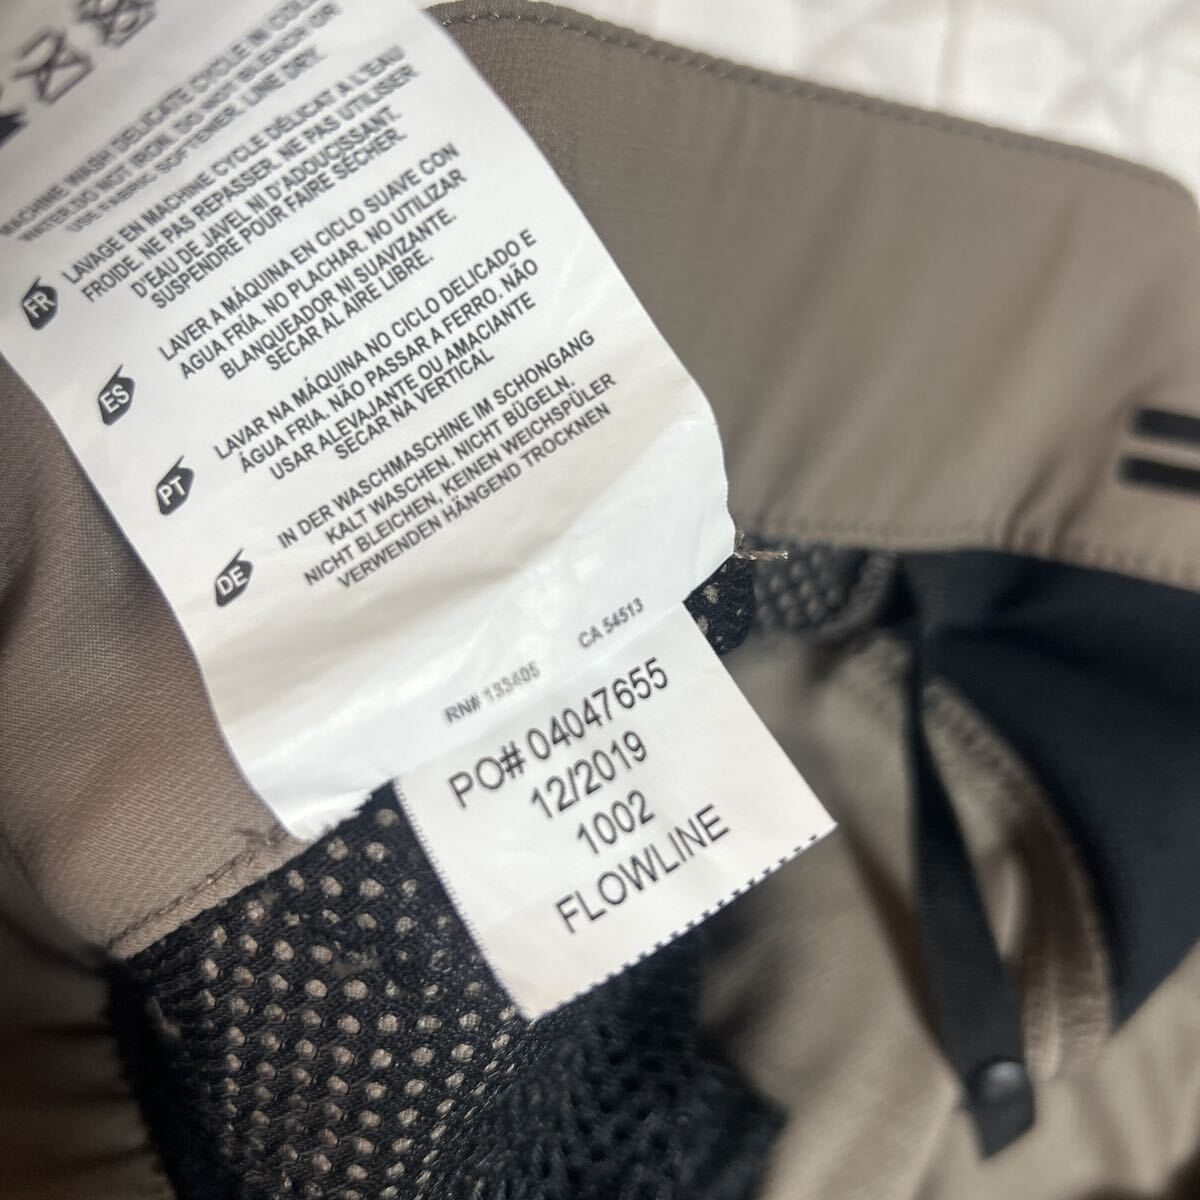 MACHINE WASH DELICATE CYCLE IN COLD
WATER. DO NOT IRON. DO NOT BLEACH OR
USE FABRIC SOFTENER. LINE DRY.
FR
LAVAGE EN MACHINE CYCLE DÉLICAT A L'EAU
FROIDE. NE PAS REPASSER. NE PAS UTILISER
D'EAU DE JAVEL NI D'ADOUCISSANT.
SUSPENDRE POUR FAIRE SÉCHER
ES
LAVER A MÁQUINA EN CICLO SUAVE CON
AGUA FRÍA. NO PLACHAR. NO UTILIZAR
BLANQUEADOR NI SUAVIZANTE.
SECAR AL AIRE LIBRE.
PT
LAVAR NA MÁQUINA NO CICLO DELICADO E
ÁGUA FRIA. NÃO PASSAR A FERRO. NÃO
USAR ALEVAJANTE OU AMACIANTE
SECAR NA VERTICAL
DE
IN DER WASCHMASCHINE IM SCHONGANG
KALT WASCHEN. NICHT BÜGELN.
NICHT BLEICHEN, KEINEN WEICHSPÜLER
VERWENDEN HÄNGEND TROCKNEN
RN# 133405 CA 54513
PO# 04047655
12/2019
1002
FLOWLINE